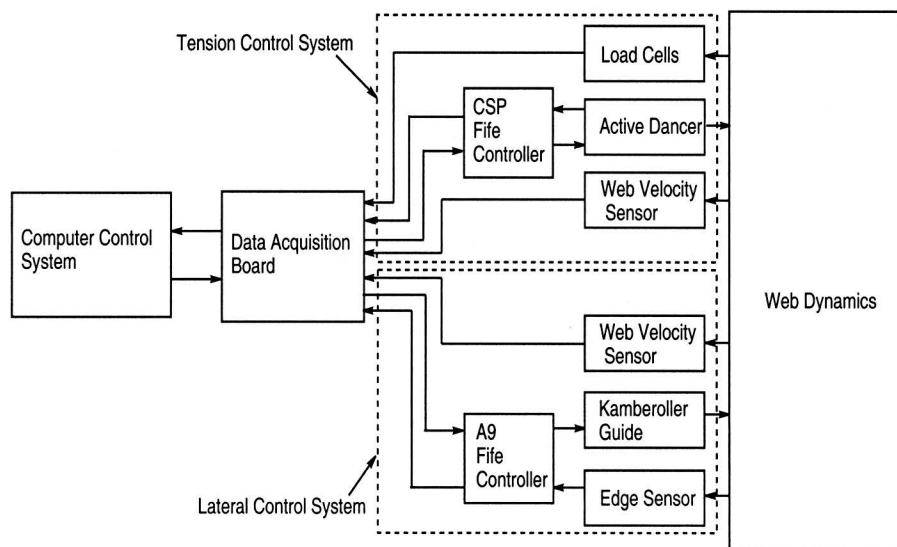 Tension Control System
Load Cells
CSP
Fife
Controller
Active Dancer
Web Velocity
Sensor
Computer Control
System
Data Acquisition
Board
Web Dynamics
Web Velocity
Sensor
Kamberoller
Guide
A9
Fife
Controller
Edge Sensor
Lateral Control System